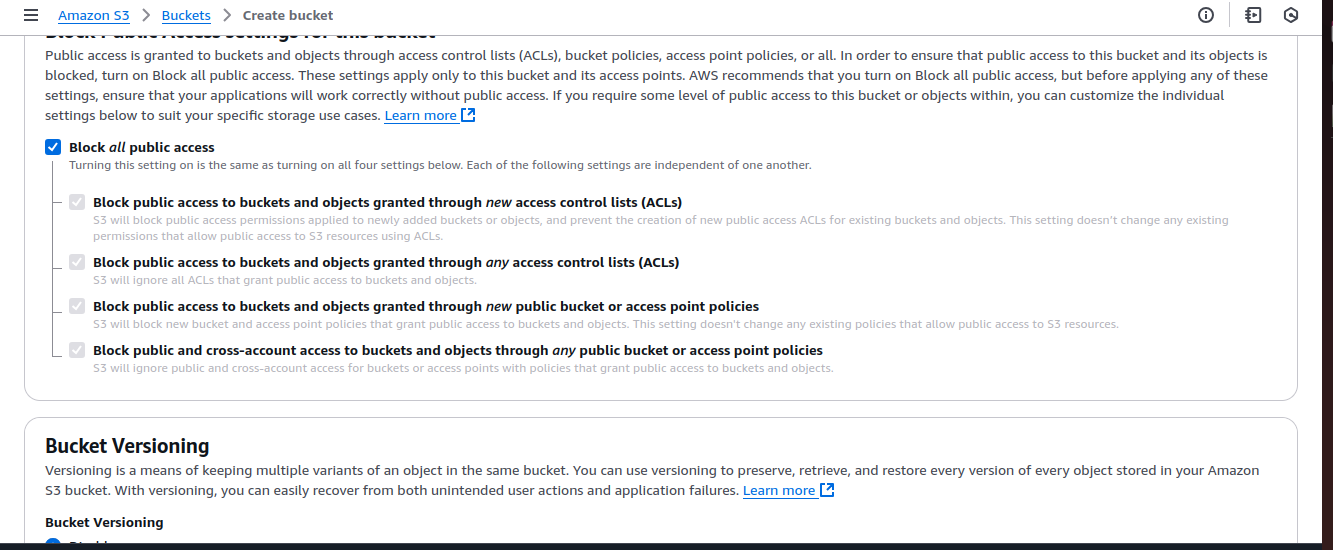 Amazon S3 > Buckets > Create bucket
Block Public Access settings for this bucket
Public access is granted to buckets and objects through access control lists (ACLs), bucket policies, access point policies, or all. In order to ensure that public access to this bucket and its objects is
blocked, turn on Block all public access. These settings apply only to this bucket and its access points. AWS recommends that you turn on Block all public access, but before applying any of these
settings, ensure that your applications will work correctly without public access. If you require some level of public access to this bucket or objects within, you can customize the individual
settings below to suit your specific storage use cases. Learn more
Block all public access
Turning this setting on is the same as turning on all four settings below. Each of the following settings are independent of one another.
Block public access to buckets and objects granted through new access control lists (ACLs)
S3 will block public access permissions applied to newly added buckets or objects, and prevent the creation of new public access ACLs for existing buckets and objects. This setting doesn't change any existing
permissions that allow public access to S3 resources using ACLs.
Block public access to buckets and objects granted through any access control lists (ACLs)
S3 will ignore all ACLs that grant public access to buckets and objects.
Block public access to buckets and objects granted through new public bucket or access point policies
S3 will block new bucket and access point policies that grant public access to buckets and objects. This setting doesn't change any existing policies that allow public access to S3 resources.
Block public and cross-account access to buckets and objects through any public bucket or access point policies
S3 will ignore public and cross-account access for buckets or access points with policies that grant public access to buckets and objects.
Bucket Versioning
Versioning is a means of keeping multiple variants of an object in the same bucket. You can use versioning to preserve, retrieve, and restore every version of every object stored in your Amazon
S3 bucket. With versioning, you can easily recover from both unintended user actions and application failures. Learn more
Bucket Versioning